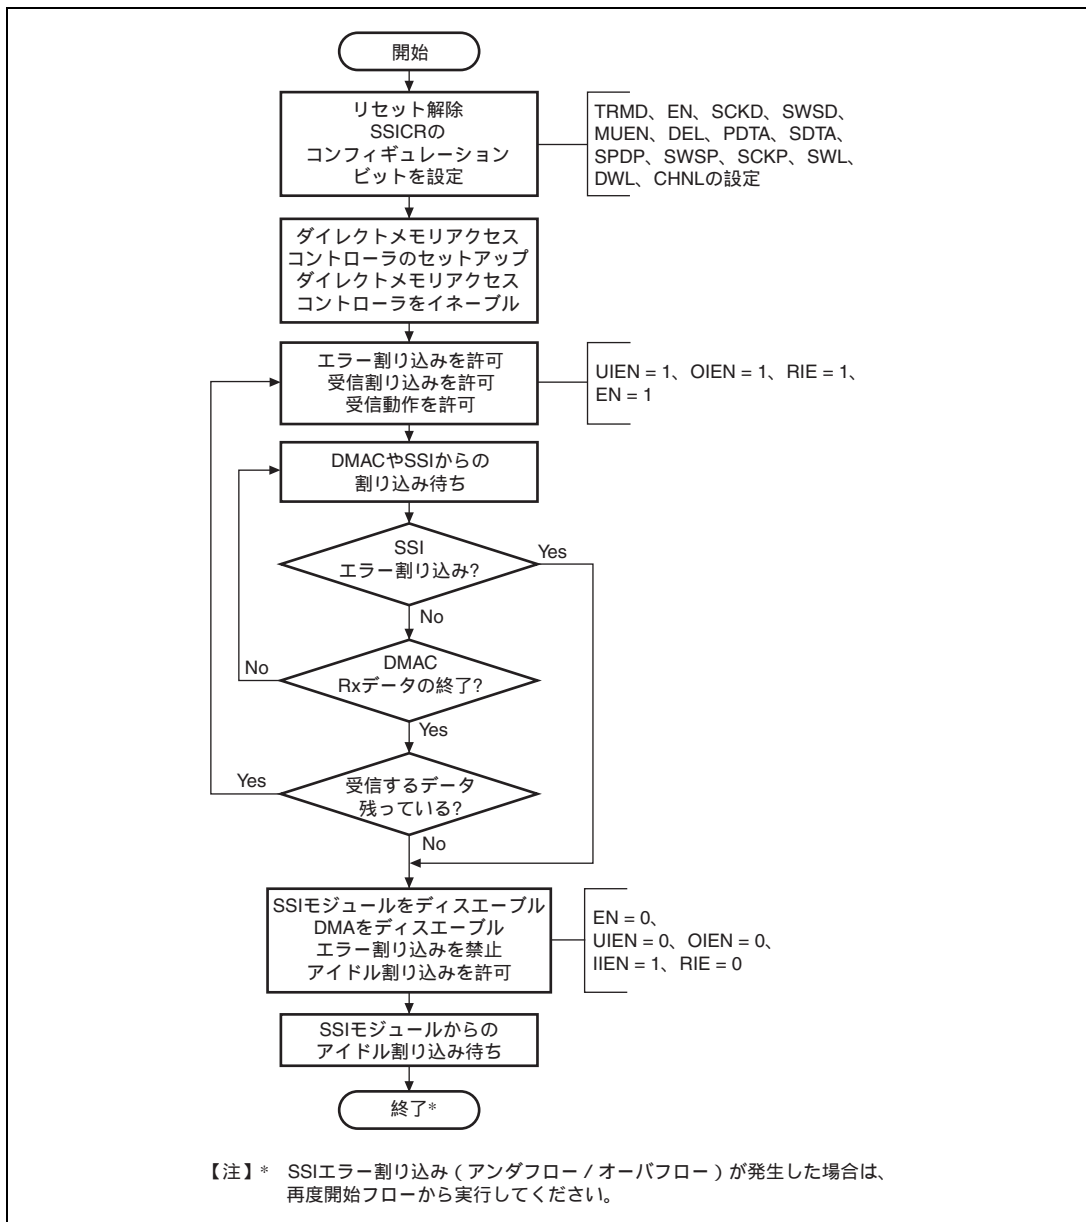 開始
リセット解除
SSICRの
コンフィギュレーション
ビットを設定
TRMD、EN、SCKD、SWSD、
MUEN、DEL、PDTA、SDTA、
SPDP、SWSP、SCKP、SWL、
DWL、CHNLの設定
ダイレクトメモリアクセス
コントローラのセットアップ
ダイレクトメモリアクセス
コントローラをイネーブル
エラー割り込みを許可
受信割り込みを許可
受信動作を許可
UIEN = 1、OIEN = 1、RIE = 1、
EN = 1
DMACやSSIからの
割り込み待ち
SSI
エラー割り込み?
Yes
No
DMAC
Rxデータの終了?
No
Yes
受信するデータ
残っている?
Yes
No
SSIモジュールをディスエーブル
DMAをディスエーブル
エラー割り込みを禁止
アイドル割り込みを許可
EN = 0、
UIEN = 0、OIEN = 0、
IIEN = 1、RIE = 0
SSIモジュールからの
アイドル割り込み待ち
終了*
【注】* SSIエラー割り込み（アンダフロー / オーバフロー）が発生した場合は、
再度開始フローから実行してください。